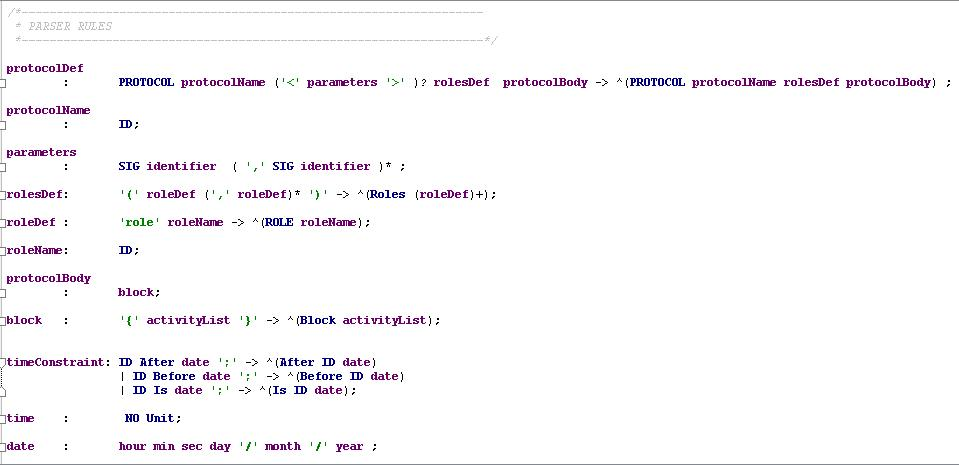 /*------------------------------------------------------------------
* PARSER RULES
*------------------------------------------------------------------*/
protocolDef
: PROTOCOL protocolName ('<' parameters '>' )? rolesDef protocolBody -> ^(PROTOCOL protocolName rolesDef protocolBody) ;
protocolName
: ID;
parameters
: SIG identifier ( ',' SIG identifier )* ;
rolesDef: '(' roleDef (',' roleDef)* ')' -> ^(Roles (roleDef)+);
roleDef : 'role' roleName -> ^(ROLE roleName);
roleName: ID;
protocolBody
: block;
block : '{' activityList '}' -> ^(Block activityList);
timeConstraint: ID After date ';' -> ^(After ID date)
| ID Before date ';' -> ^(Before ID date)
| ID Is date ';' -> ^(Is ID date);
time : NO Unit;
date : hour min sec day '/' month '/' year ;